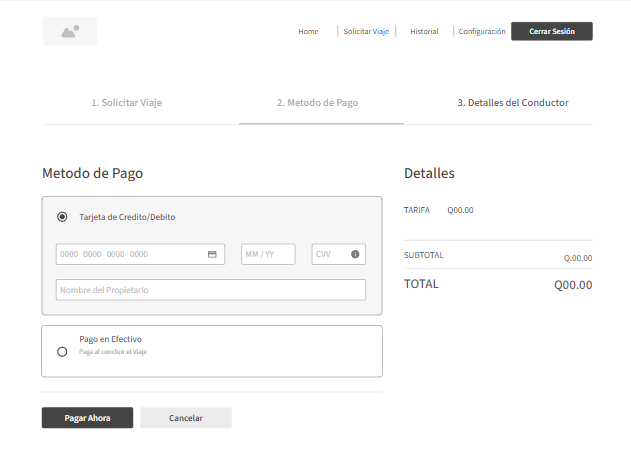 Home | Solicitar Viaje | Historial | Configuración Cerrar Sesión
1. Solicitar Viaje 2. Metodo de Pago 3. Detalles del Conductor
Metodo de Pago
Tarjeta de Credito/Debito
0000 0000 0000 0000 MM / YY CVV
Nombre del Propietario
Pago en Efectivo
Paga al concluir el Viaje
Pagar Ahora Cancelar
Detalles
TARIFA Q00.00
SUBTOTAL Q.00.00
TOTAL Q00.00